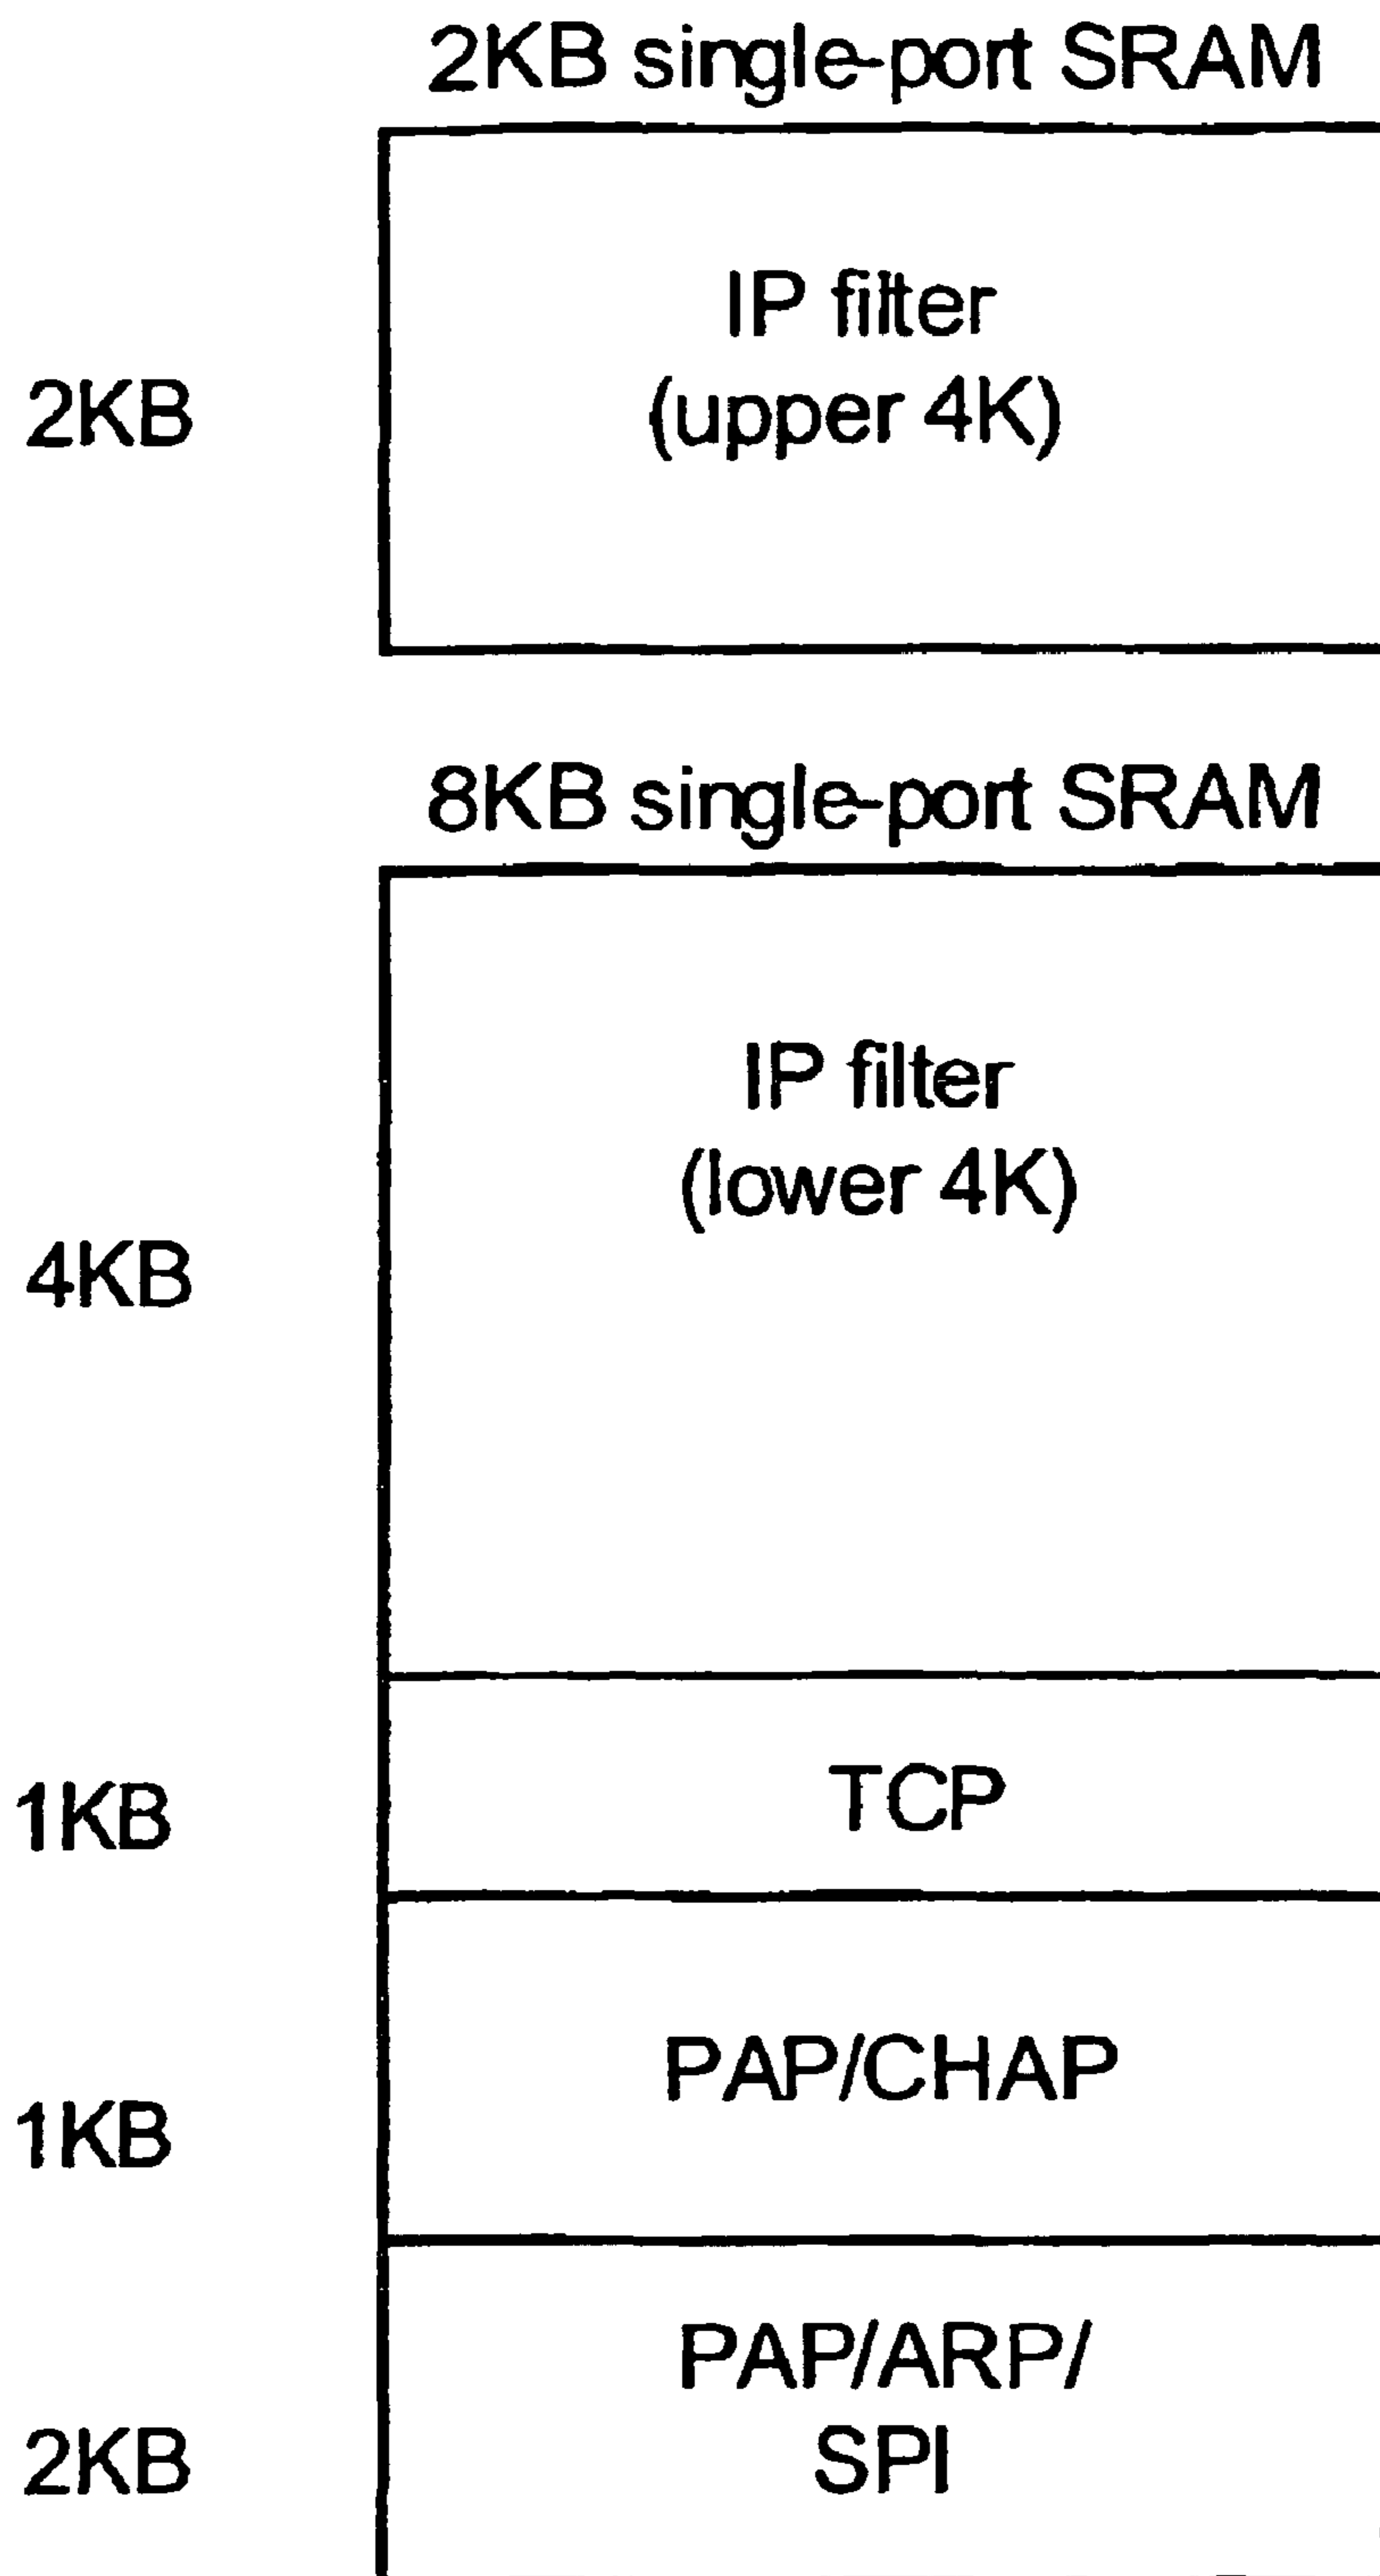 2KB single-port SRAM
IP filter
(upper 4K)
2KB
8KB single-port SRAM
IP filter
(lower 4K)
4KB
TCP
1KB
PAP/CHAP
1KB
PAP/ARP/
SPI
2KB